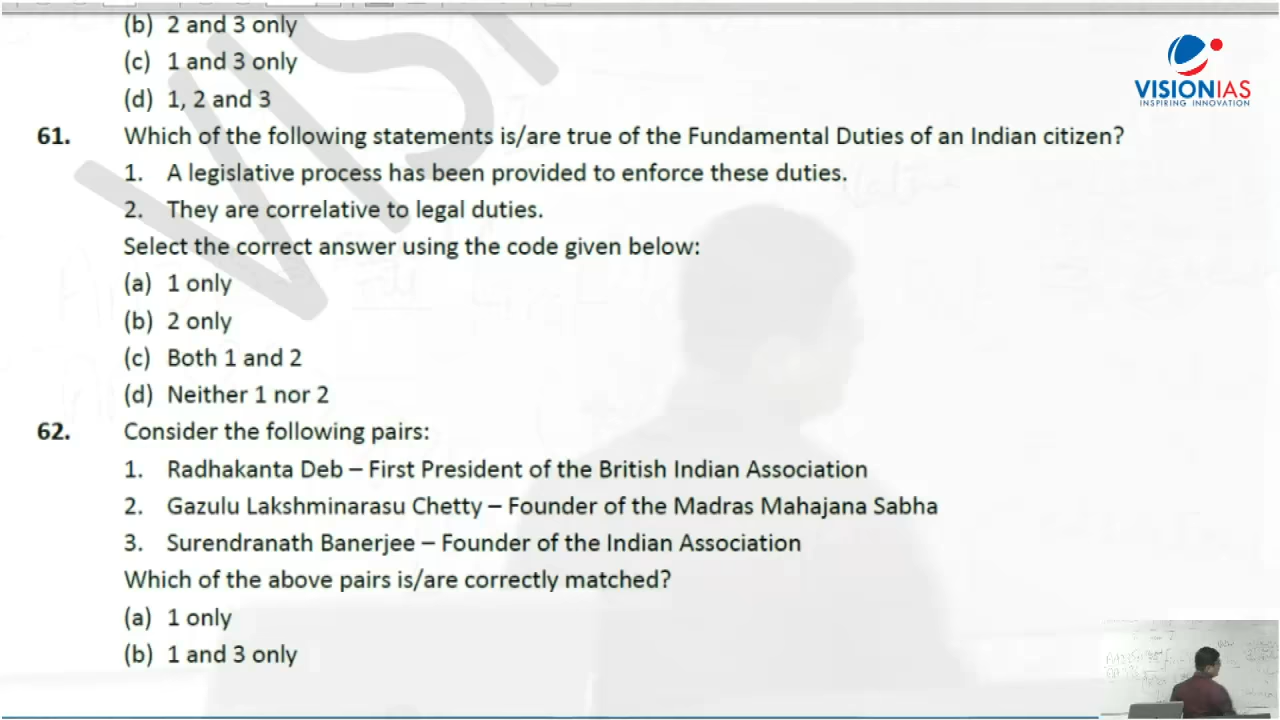 (b) 2 and 3 only
(c) 1 and 3 only
(d) 1, 2 and 3
VISIONIAS
INSPIRING INNOVATION
61. Which of the following statements is/are true of the Fundamental Duties of an Indian citizen?
1. A legislative process has been provided to enforce these duties.
2. They are correlative to legal duties.
Select the correct answer using the code given below:
(a) 1 only
(b) 2 only
(c) Both 1 and 2
(d) Neither 1 nor 2
62. Consider the following pairs:
1. Radhakanta Deb – First President of the British Indian Association
2. Gazulu Lakshminarasu Chetty – Founder of the Madras Mahajana Sabha
3. Surendranath Banerjee – Founder of the Indian Association
Which of the above pairs is/are correctly matched?
(a) 1 only
(b) 1 and 3 only
VIS